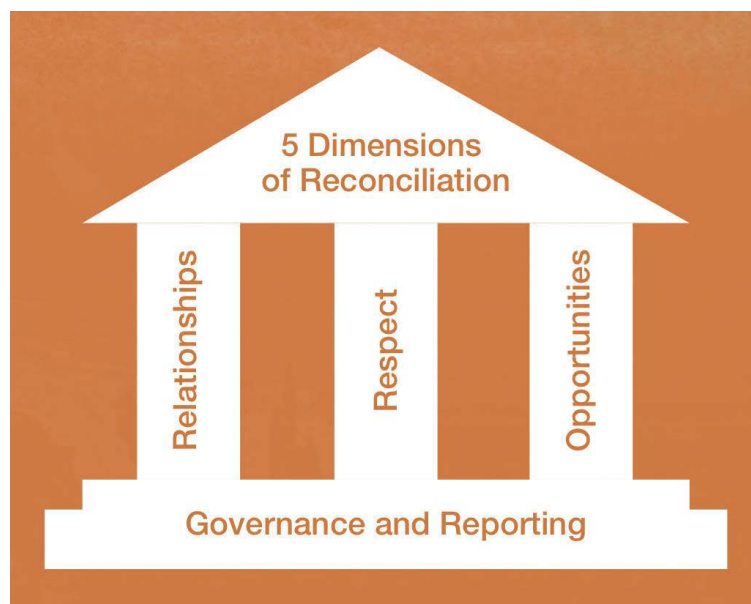 5 Dimensions
of Reconciliation
Relationships
Respect
Opportunities
Governance and Reporting